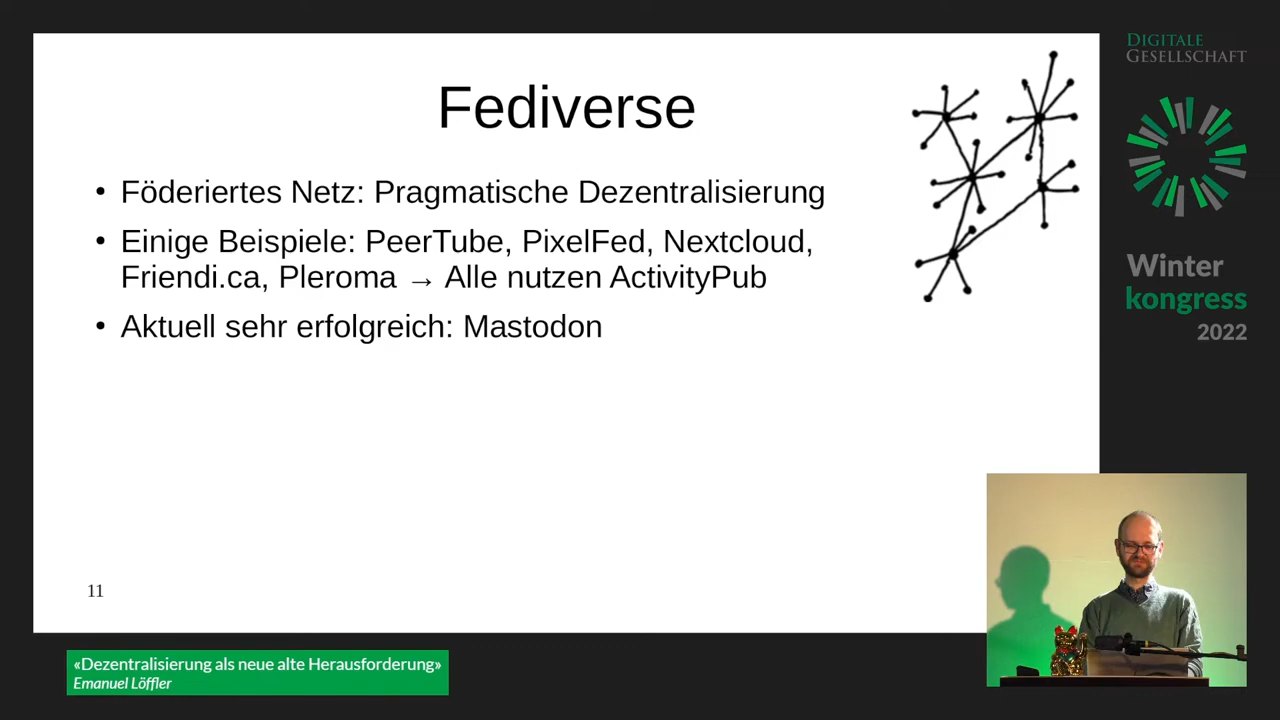 Fediverse
• Föderiertes Netz: Pragmatische Dezentralisierung
• Einige Beispiele: PeerTube, PixelFed, Nextcloud,
Friendi.ca, Pleroma → Alle nutzen ActivityPub
• Aktuell sehr erfolgreich: Mastodon
11
DIGITALE
GESELLSCHAFT
Winter
kongress
2022
«Dezentralisierung als neue alte Herausforderung»
Emanuel Löffler